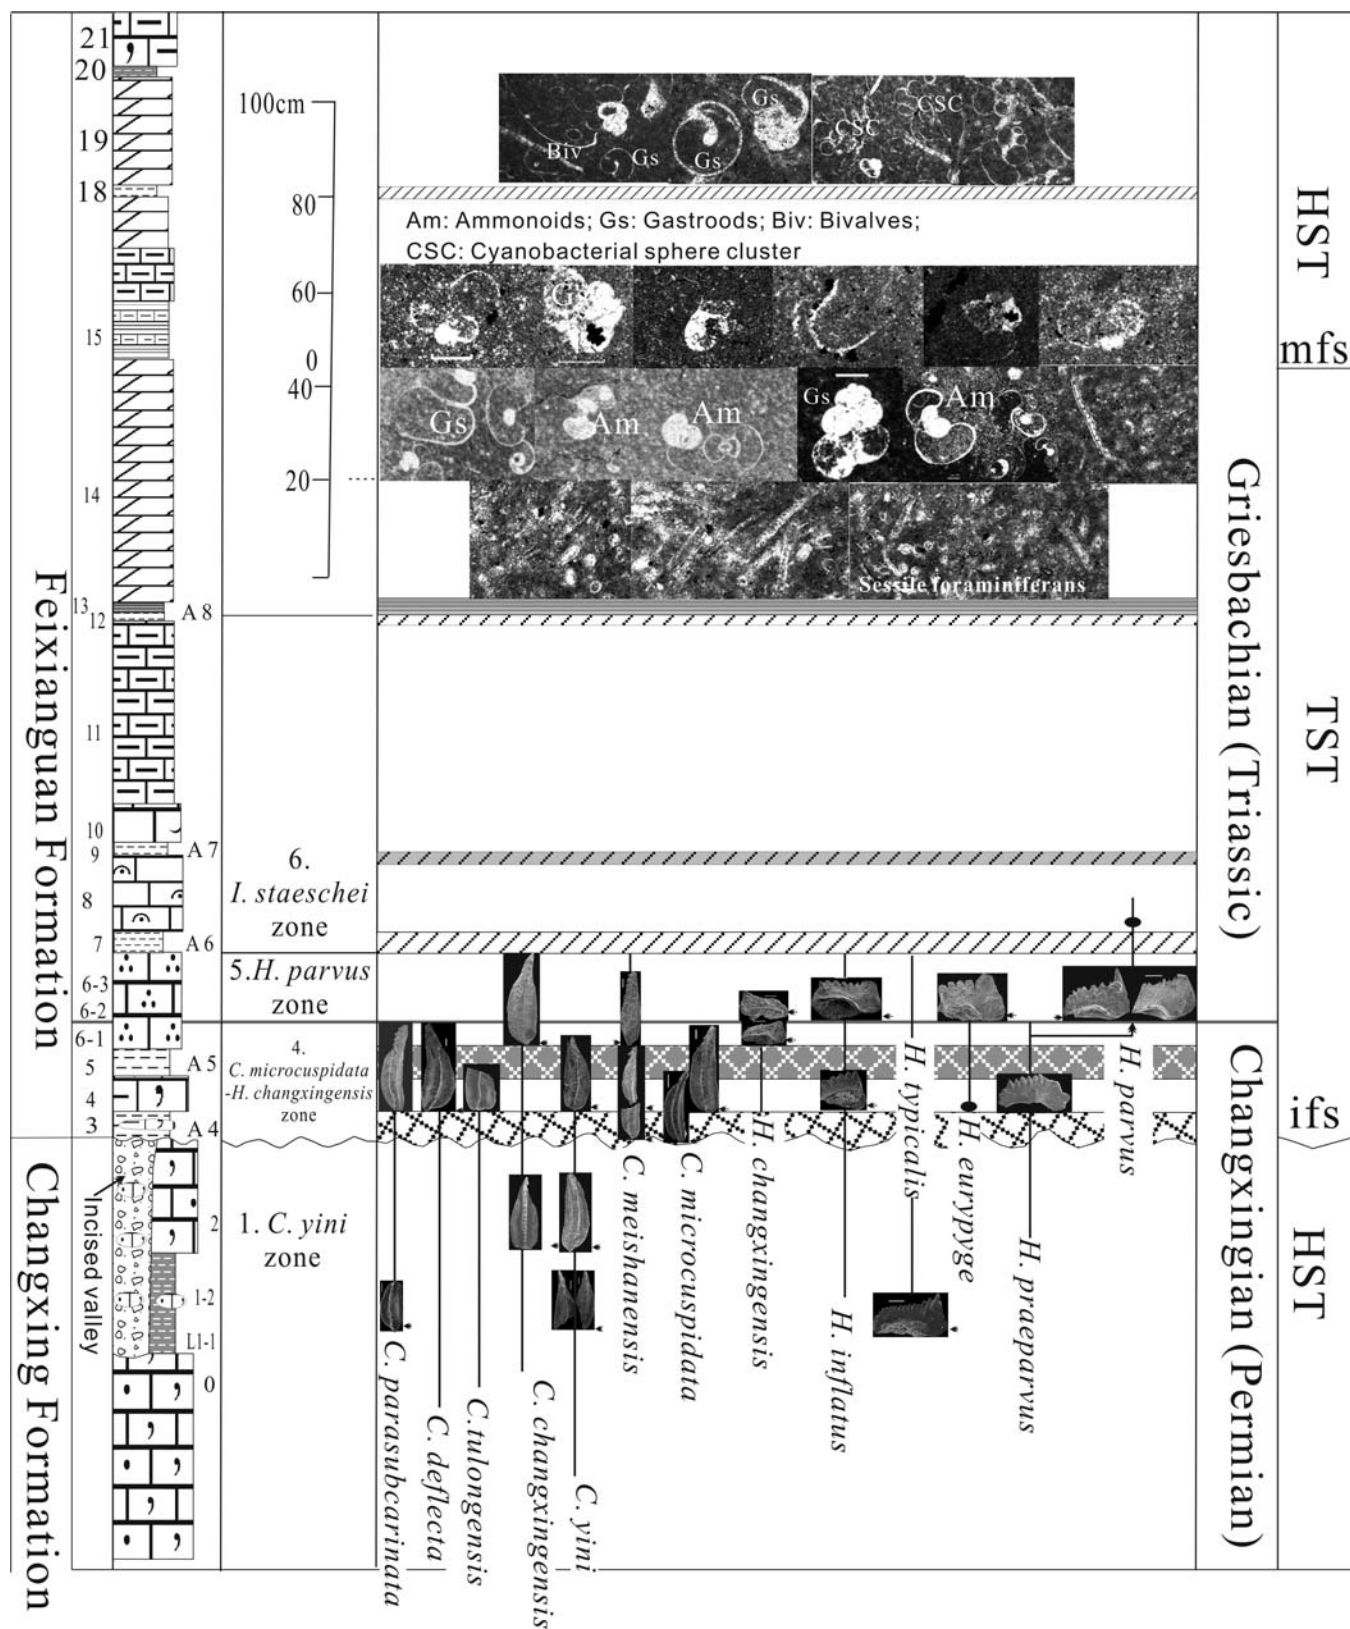 Feixianguan Formation
Changxing Formation
21
20
19
18
15
14
13
12
11
10
9
8
7
6-3
6-2
6-1
5
4
3
2
1-2
L1-1
0
A 8
A 7
A 6
A 5
A 4
Incised valley
6.
I. staeschei
zone
5.H. parvus
zone
4.
C. microcuspidata
-H. changxingensis
zone
1. C. yini
zone
100cm
80
60
0
40
20
Biv
Gs
Gs
Gs
CSC
CSC
Am: Ammonoids; Gs: Gastroods; Biv: Bivalves;
CSC: Cyanobacterial sphere cluster
Gs
Gs
Am
Am
Gs
Am
Sessile foraminiferans
C. parasubcarinata
C. deflecta
C.tulongensis
C. changxingensis
C. yini
C. meishanensis
C. microcuspidata
H. changxingensis
H. inflatus
H. typicalis
H. eurypyge
H. praeparvus
H. parvus
Griesbachian (Triassic)
Changxingian (Permian)
HST
mfs
TST
ifs
HST